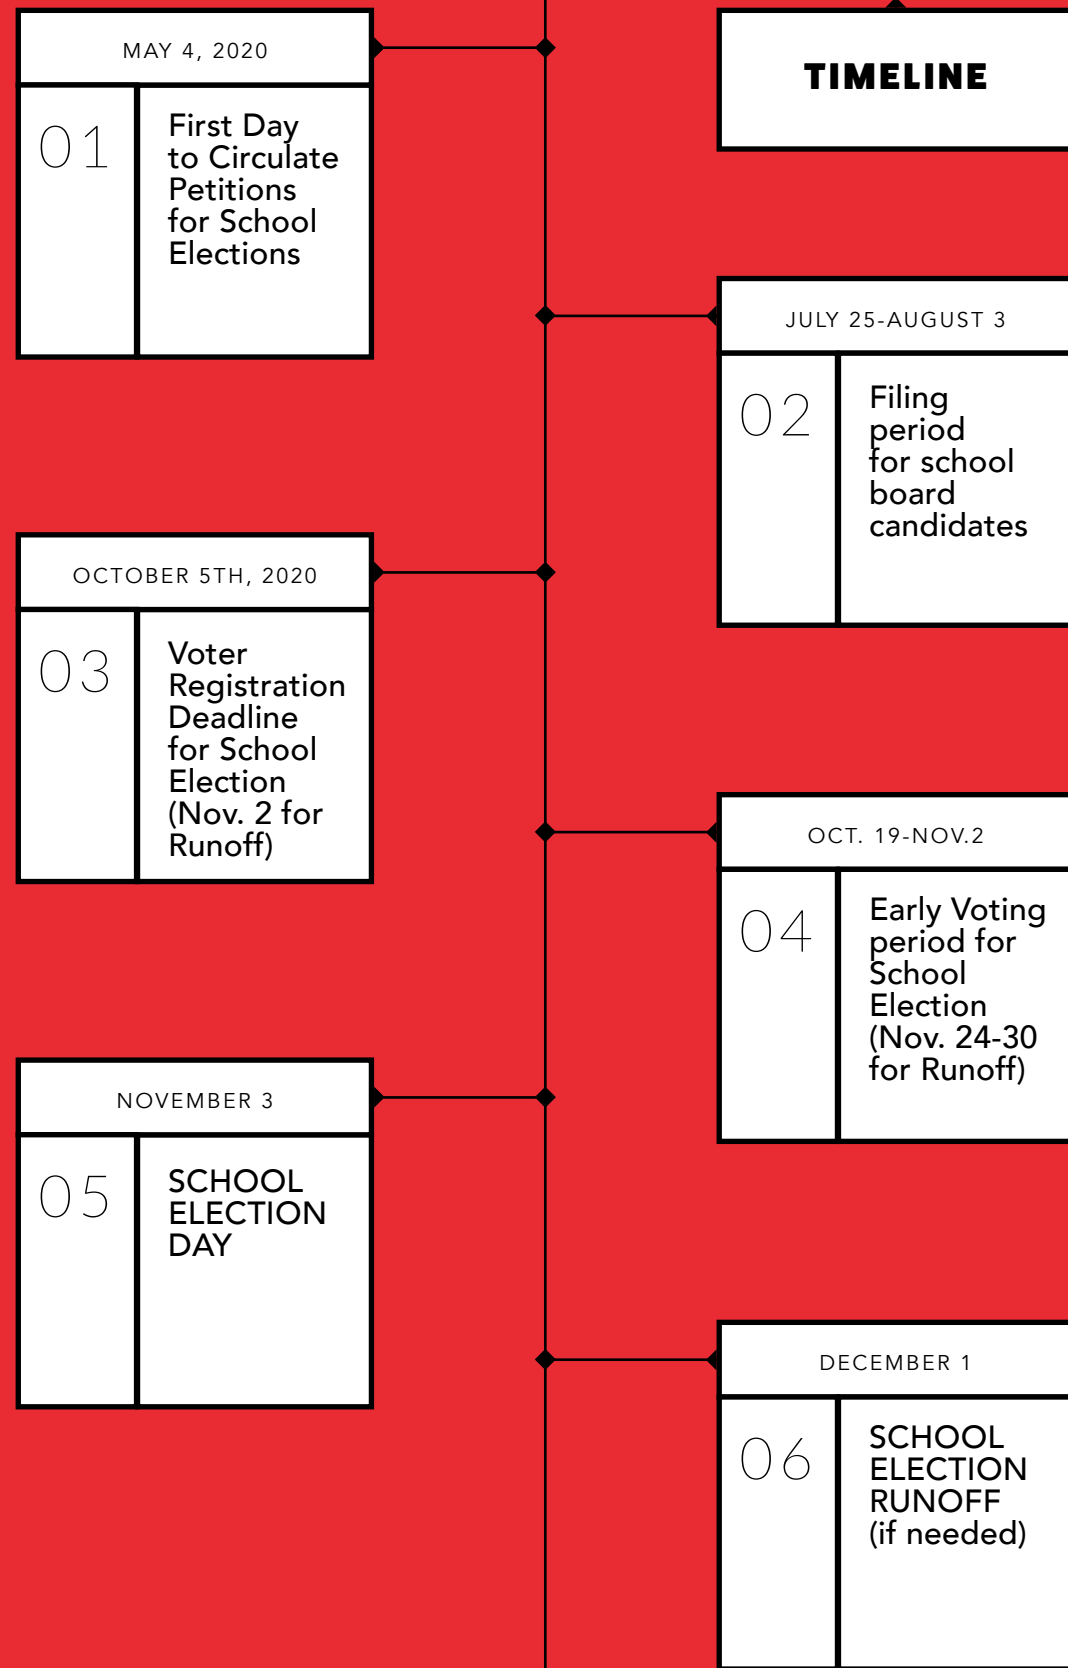 TIMELINE
MAY 4, 2020
01
First Day
to Circulate
Petitions
for School
Elections
JULY 25-AUGUST 3
02
Filing
period
for school
board
candidates
OCTOBER 5TH, 2020
03
Voter
Registration
Deadline
for School
Election
(Nov. 2 for
Runoff)
OCT. 19-NOV.2
04
Early Voting
period for
School
Election
(Nov. 24-30
for Runoff)
NOVEMBER 3
05
SCHOOL
ELECTION
DAY
DECEMBER 1
06
SCHOOL
ELECTION
RUNOFF
(if needed)